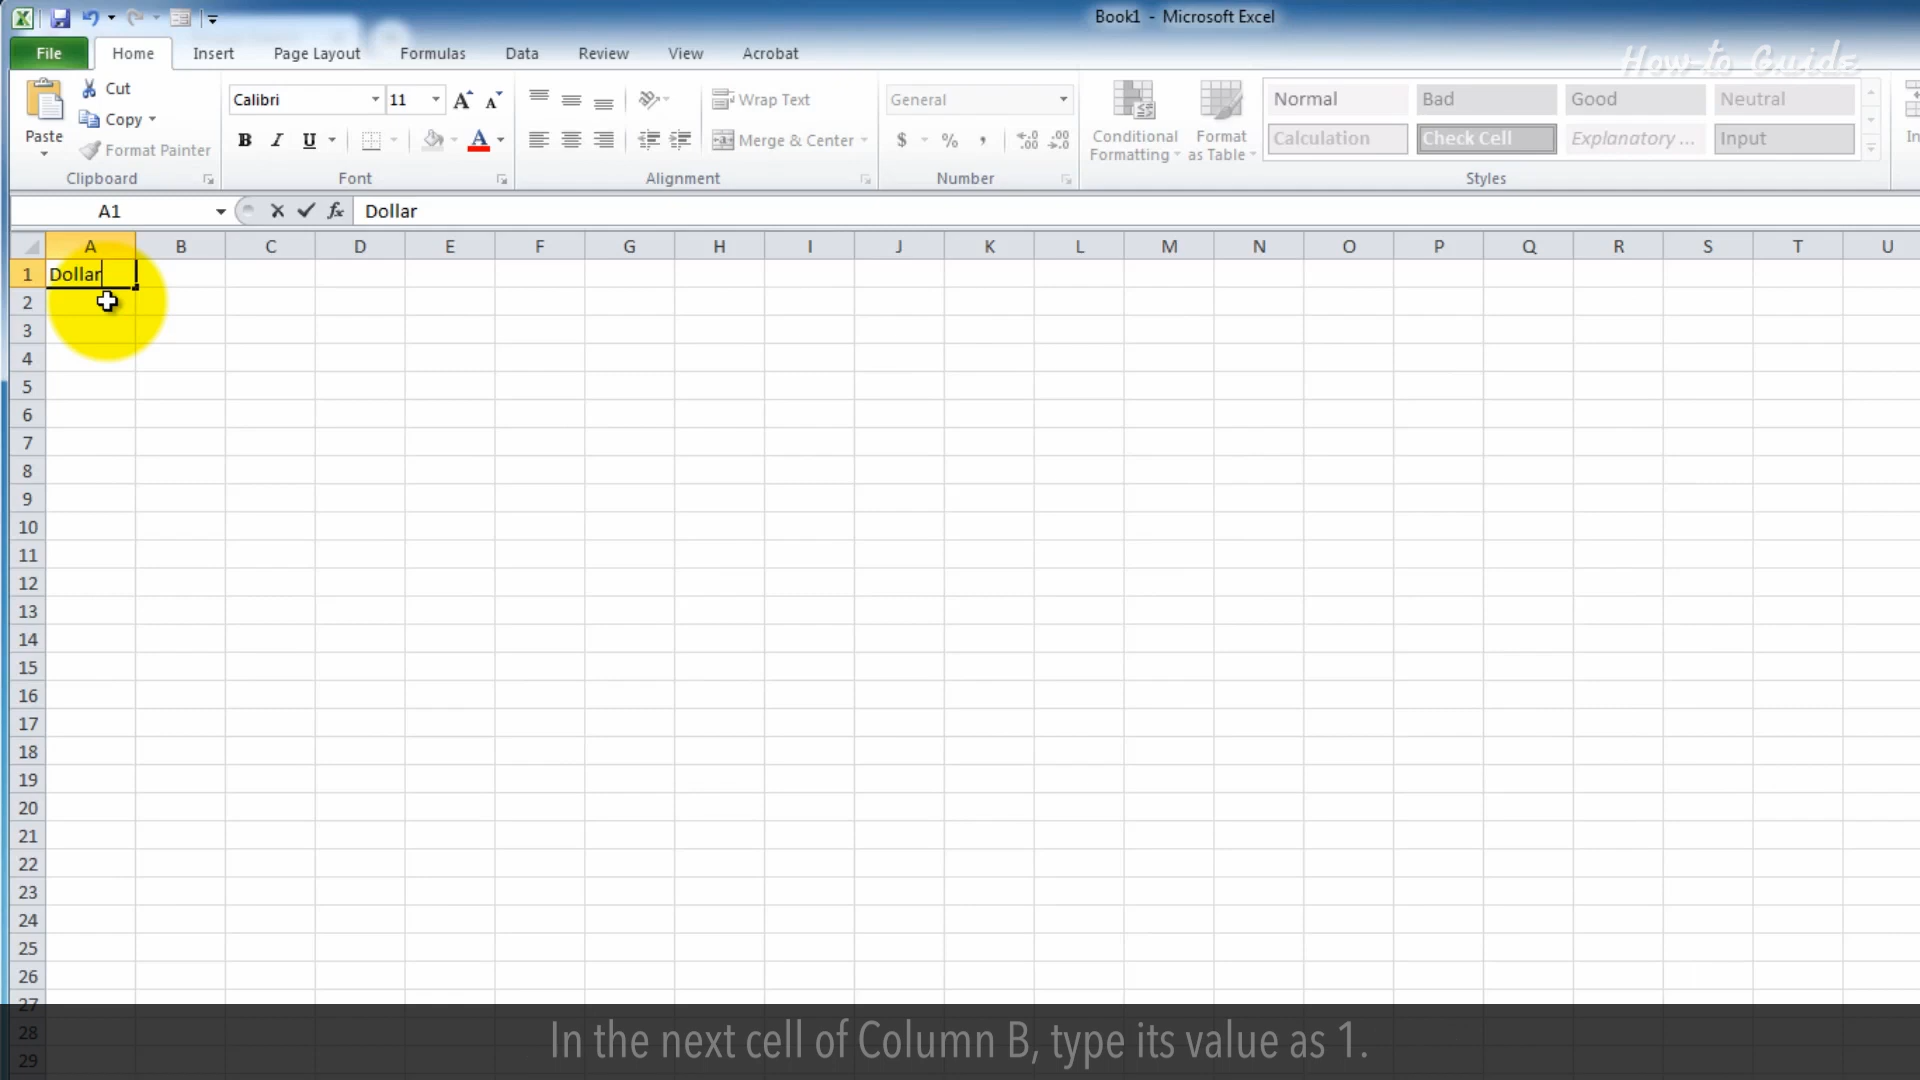 Book1 - Microsoft Excel
File Home Insert Page Layout Formulas Data Review View Acrobat
How-to Guide
Paste
Cut
Copy
Format Painter
Clipboard
Calibri 11
B I U
Font
Wrap Text
Merge & Center
Alignment
General
$ % ,
Number
Conditional
Formatting
Format
as Table
Normal Bad Good Neutral
Calculation Check Cell Explanatory ... Input
Styles
A1 fx Dollar
A B C D E F G H I J K L M N O P Q R S T U
1 Dollar
2
3
4
5
6
7
8
9
10
11
12
13
14
15
16
17
18
19
20
21
22
23
24
25
26
27
28
29
In the next cell of Column B, type its value as 1.